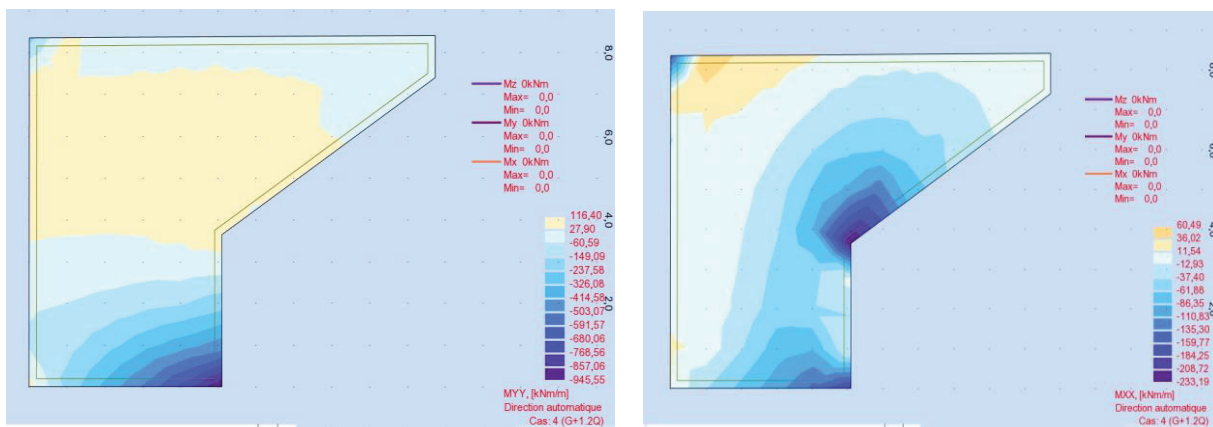 8,0
Mz 0kNm
Max= 0,0
Min= 0,0
My 0kNm
Max= 0,0
Min= 0,0
6,0
Mx 0kNm
Max= 0,0
Min= 0,0
4,0
116,40
27,90
-60,59
-149,09
-237,58
-326,08
-414,58
-503,07
2,0
-591,57
-680,06
-768,56
-857,06
-945,55
MYY, [kNm/m]
Direction automatique
Cas: 4 (G+1.2Q)
Mz 0kNm
Max= 0,0
Min= 0,0
My 0kNm
Max= 0,0
Min= 0,0
Mx 0kNm
Max= 0,0
Min= 0,0
60,49
36,02
11,54
-12,93
-37,40
-61,88
-86,35
-110,83
-135,30
-159,77
-184,25
-208,72
-233,19
MXX, [kNm/m]
Direction automatique
Cas: 4 (G+1.2Q)